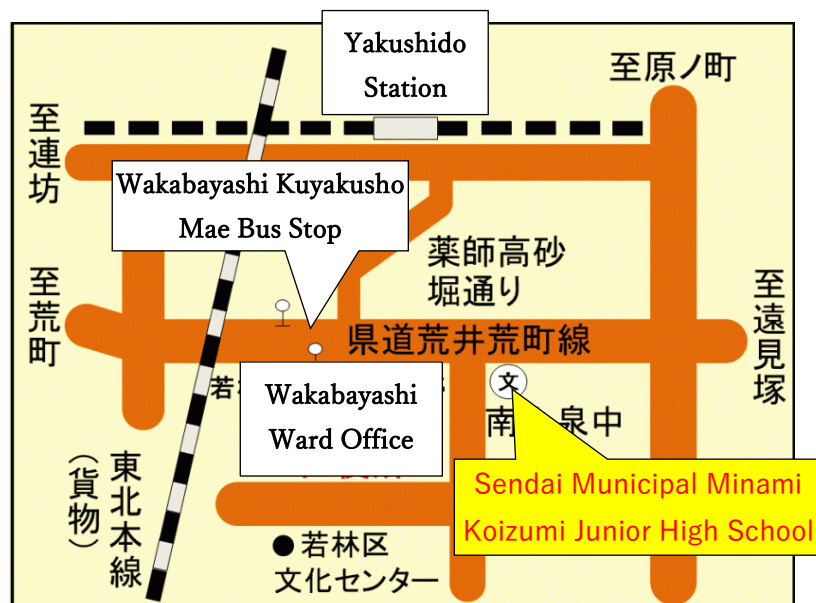 Yakushido
Station
至原ノ町
至連坊
Wakabayashi Kuyakusho
Mae Bus Stop
薬師高砂
堀通り
至荒町
県道荒井荒町線
至遠見塚
文
Wakabayashi
Ward Office
南
泉中
Sendai Municipal Minami
Koizumi Junior High School
東北本線
（貨物）
若林区
文化センター